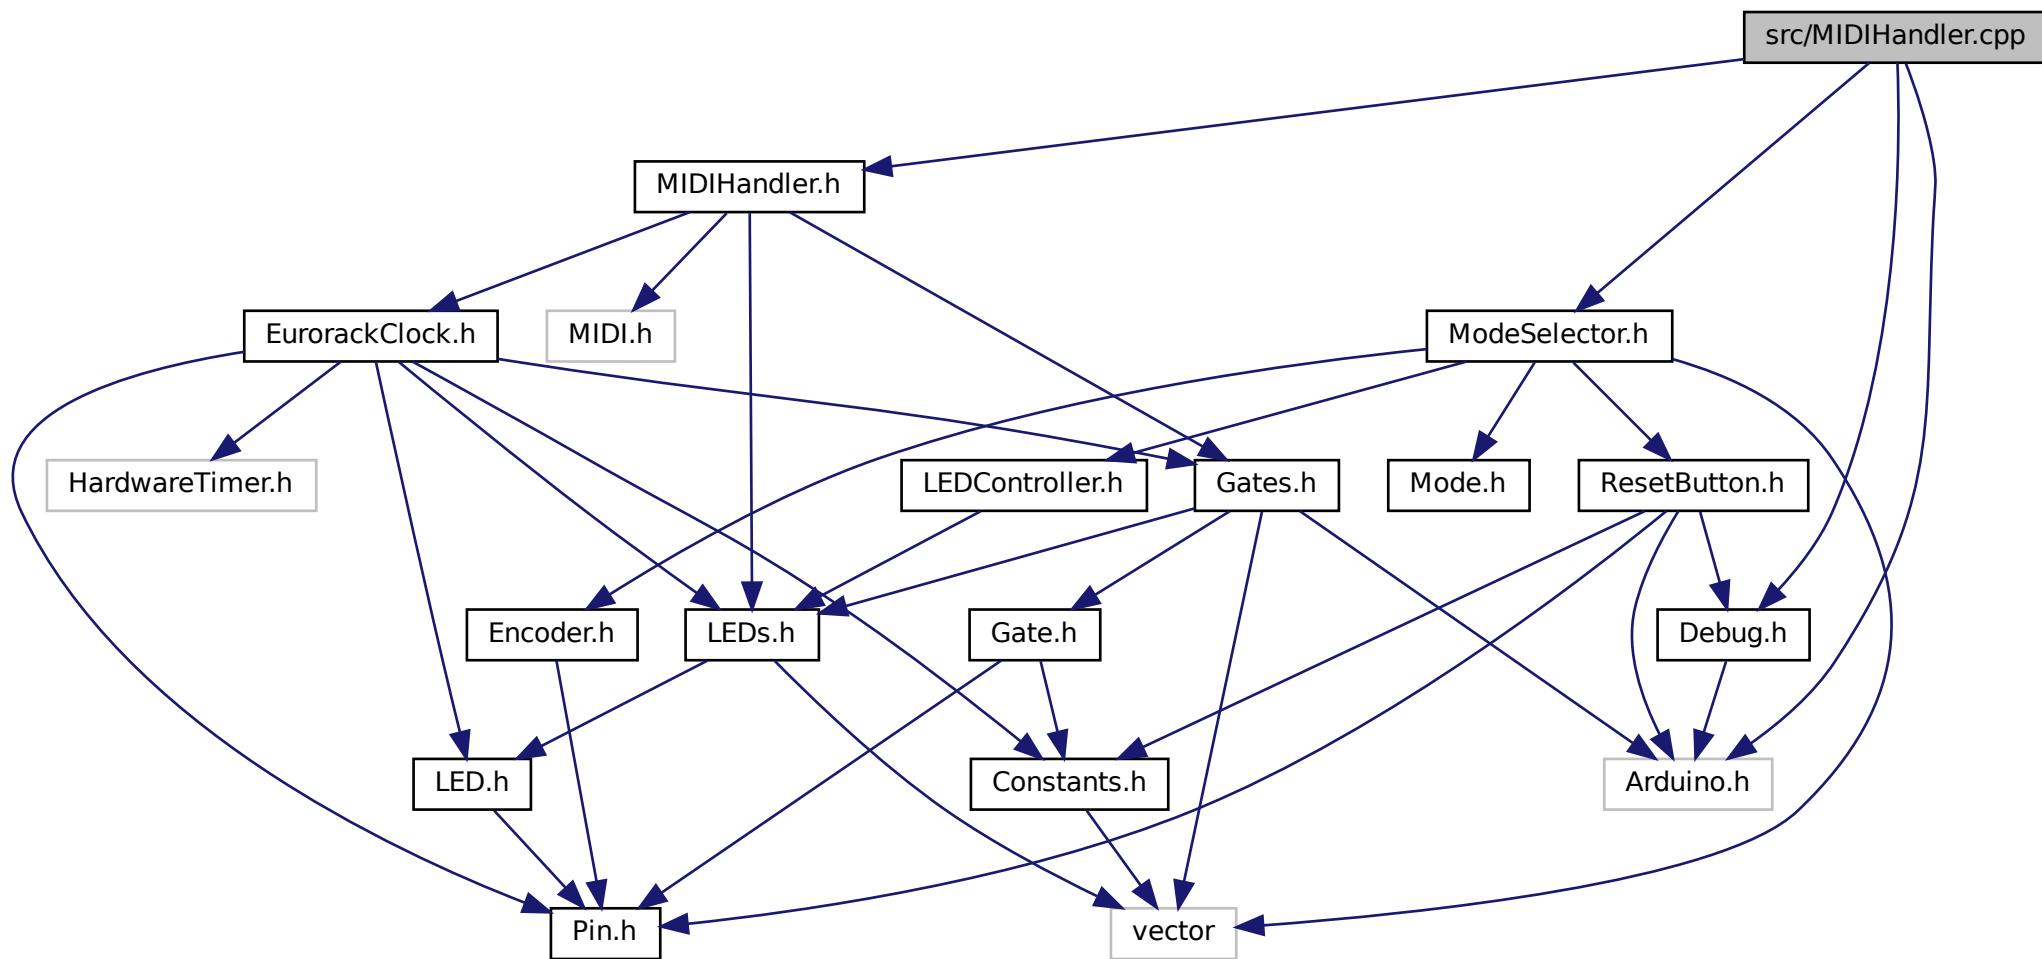 src/MIDIHandler.cpp
MIDIHandler.h
EurorackClock.h
MIDI.h
ModeSelector.h
HardwareTimer.h
LEDController.h
Gates.h
Mode.h
ResetButton.h
Encoder.h
LEDs.h
Gate.h
Debug.h
LED.h
Constants.h
Arduino.h
Pin.h
vector